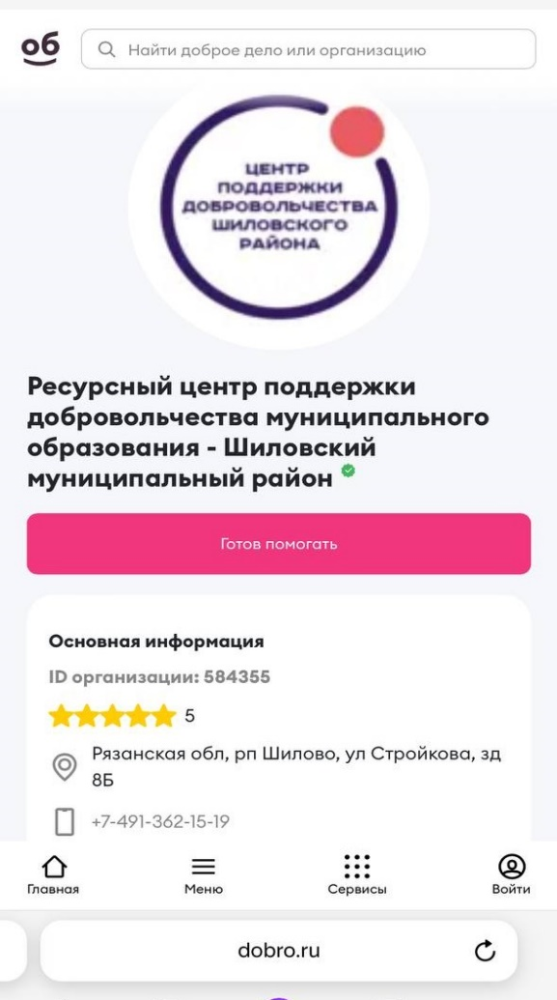 об
Найти доброе дело или организацию
ЦЕНТР
ПОДДЕРЖКИ
ДОБРОВОЛЬЧЕСТВА
ШИЛОВСКОГО
РАЙОНА
Ресурсный центр поддержки
добровольчества муниципального
образования - Шиловский
муниципальный район
Готов помогать
Основная информация
ID организации: 584355
5
Рязанская обл, рп Шилово, ул Стройкова, зд
8Б
+7-491-362-15-19
Главная Меню Сервисы Войти
dobro.ru